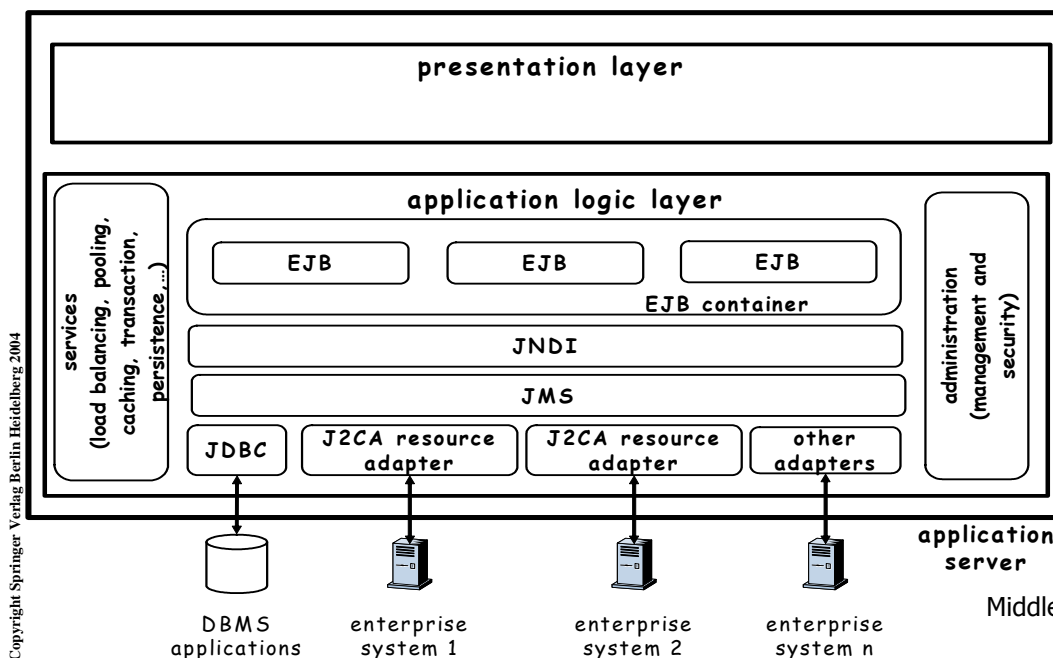 presentation layer
application logic layer
services
(load balancing, pooling,
caching, transaction,
persistence,...)
EJB
EJB
EJB
EJB container
JNDI
JMS
JDBC
J2CA resource
adapter
J2CA resource
adapter
other
adapters
administration
(management and
security)
application
server
DBMS
applications
enterprise
system 1
enterprise
system 2
enterprise
system n
Middle
Copyright Springer Verlag Berlin Heidelberg 2004